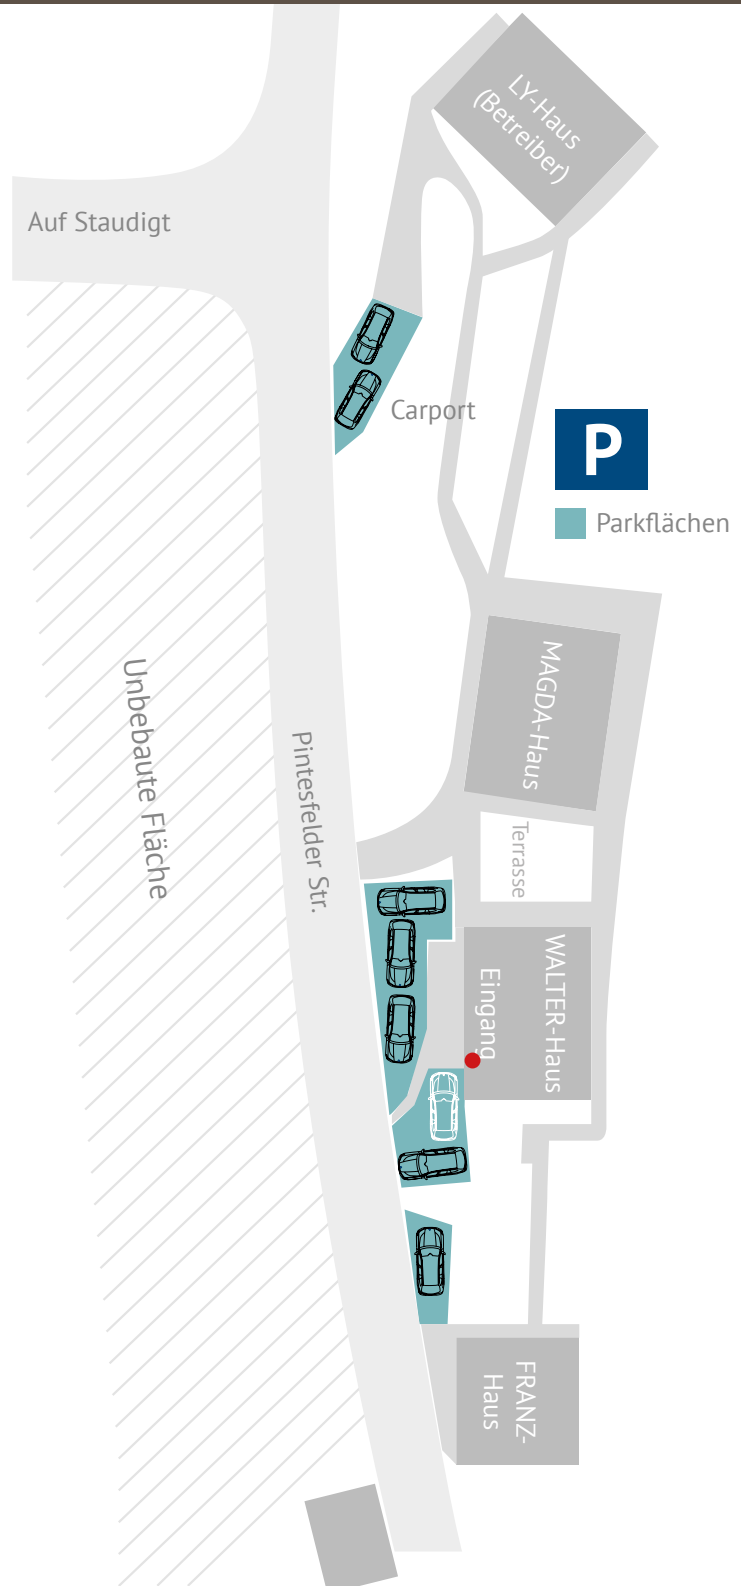 LY-Haus
(Betreiber)
Auf Staudigt
Carport
P
Parkflächen
MAGDA-Haus
Unbebaute Fläche
Pintesfelder Str.
Terrasse
WALTER-Haus
Eingang
FRANZ-
Haus